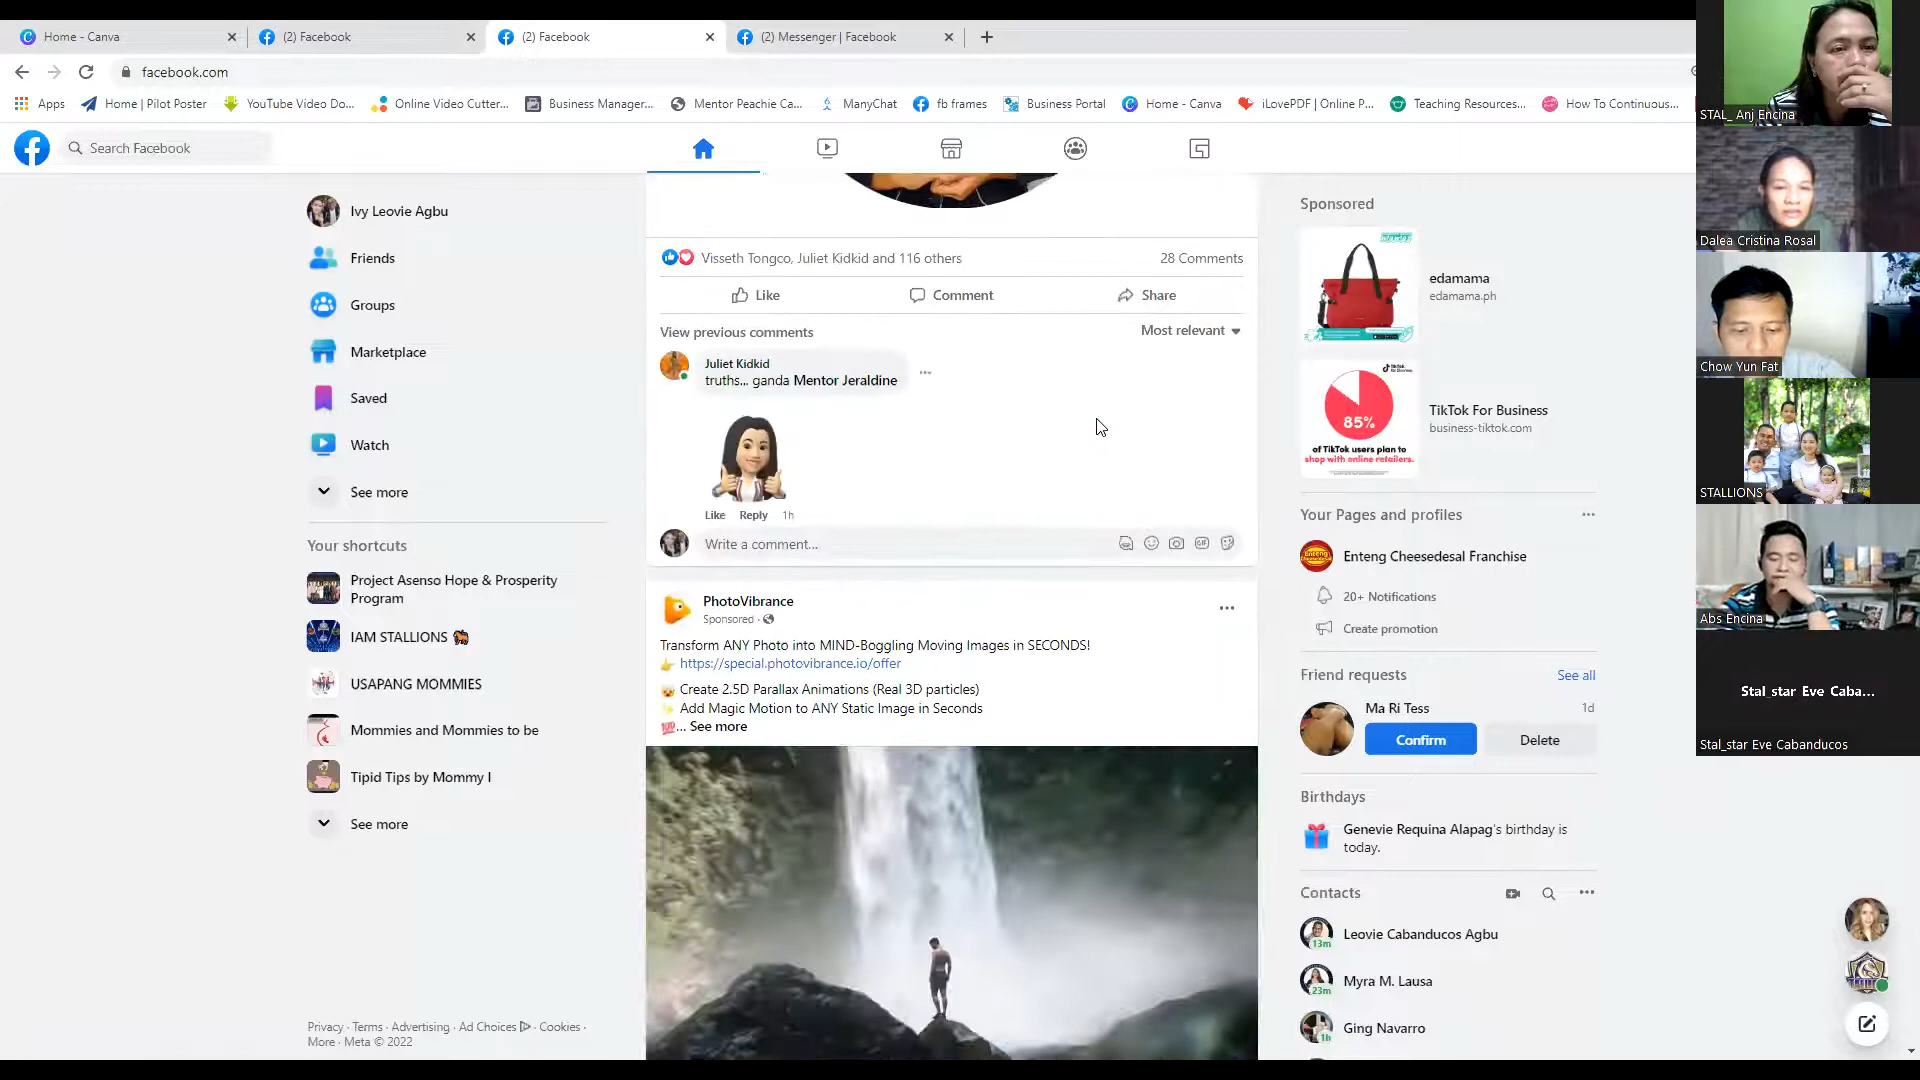 Home - Canva
(2) Facebook
(2) Facebook
(2) Messenger | Facebook
facebook.com
Apps
Home | Pilot Poster
YouTube Video Do...
Online Video Cutter...
Business Manager...
Mentor Peachie Ca...
ManyChat
fb frames
Business Portal
Home - Canva
iLovePDF | Online P...
Teaching Resources...
How To Continuous...
Search Facebook
Ivy Leovie Agbu
Friends
Groups
Marketplace
Saved
Watch
See more
Your shortcuts
Project Asenso Hope & Prosperity
Program
IAM STALLIONS 🐂
USAPANG MOMMIES
Mommies and Mommies to be
Tipid Tips by Mommy I
See more
Privacy · Terms · Advertising · Ad Choices · Cookies ·
More · Meta © 2022
Visseth Tongco, Juliet Kidkid and 116 others
28 Comments
Like
Comment
Share
View previous comments
Most relevant
Juliet Kidkid
truths... ganda Mentor Jeraldine
Like Reply 1h
Write a comment...
GIF
PhotoVibrance
Sponsored ·
Transform ANY Photo into MIND-Boggling Moving Images in SECONDS!
👉 https://special.photovibrance.io/offer
🤯 Create 2.5D Parallax Animations (Real 3D particles)
✨ Add Magic Motion to ANY Static Image in Seconds
💯... See more
Sponsored
edamama
edamama.ph
TikTok
85%
of TikTok users plan to
shop with online retailers.
TikTok For Business
business-tiktok.com
Your Pages and profiles
Enteng Cheesedesal
Enteng Cheesedesal Franchise
20+ Notifications
Create promotion
Friend requests
See all
Ma Ri Tess
1d
Confirm
Delete
Birthdays
Genevie Requina Alapag's birthday is
today.
Contacts
Leovie Cabanducos Agbu
13m
Myra M. Lausa
23m
Ging Navarro
1h
STAL_ Anj Encina
Dalea Cristina Rosal
Chow Yun Fat
STALLIONS
Abs Encina
Stal_star Eve Caba...
Stal_star Eve Cabanducos